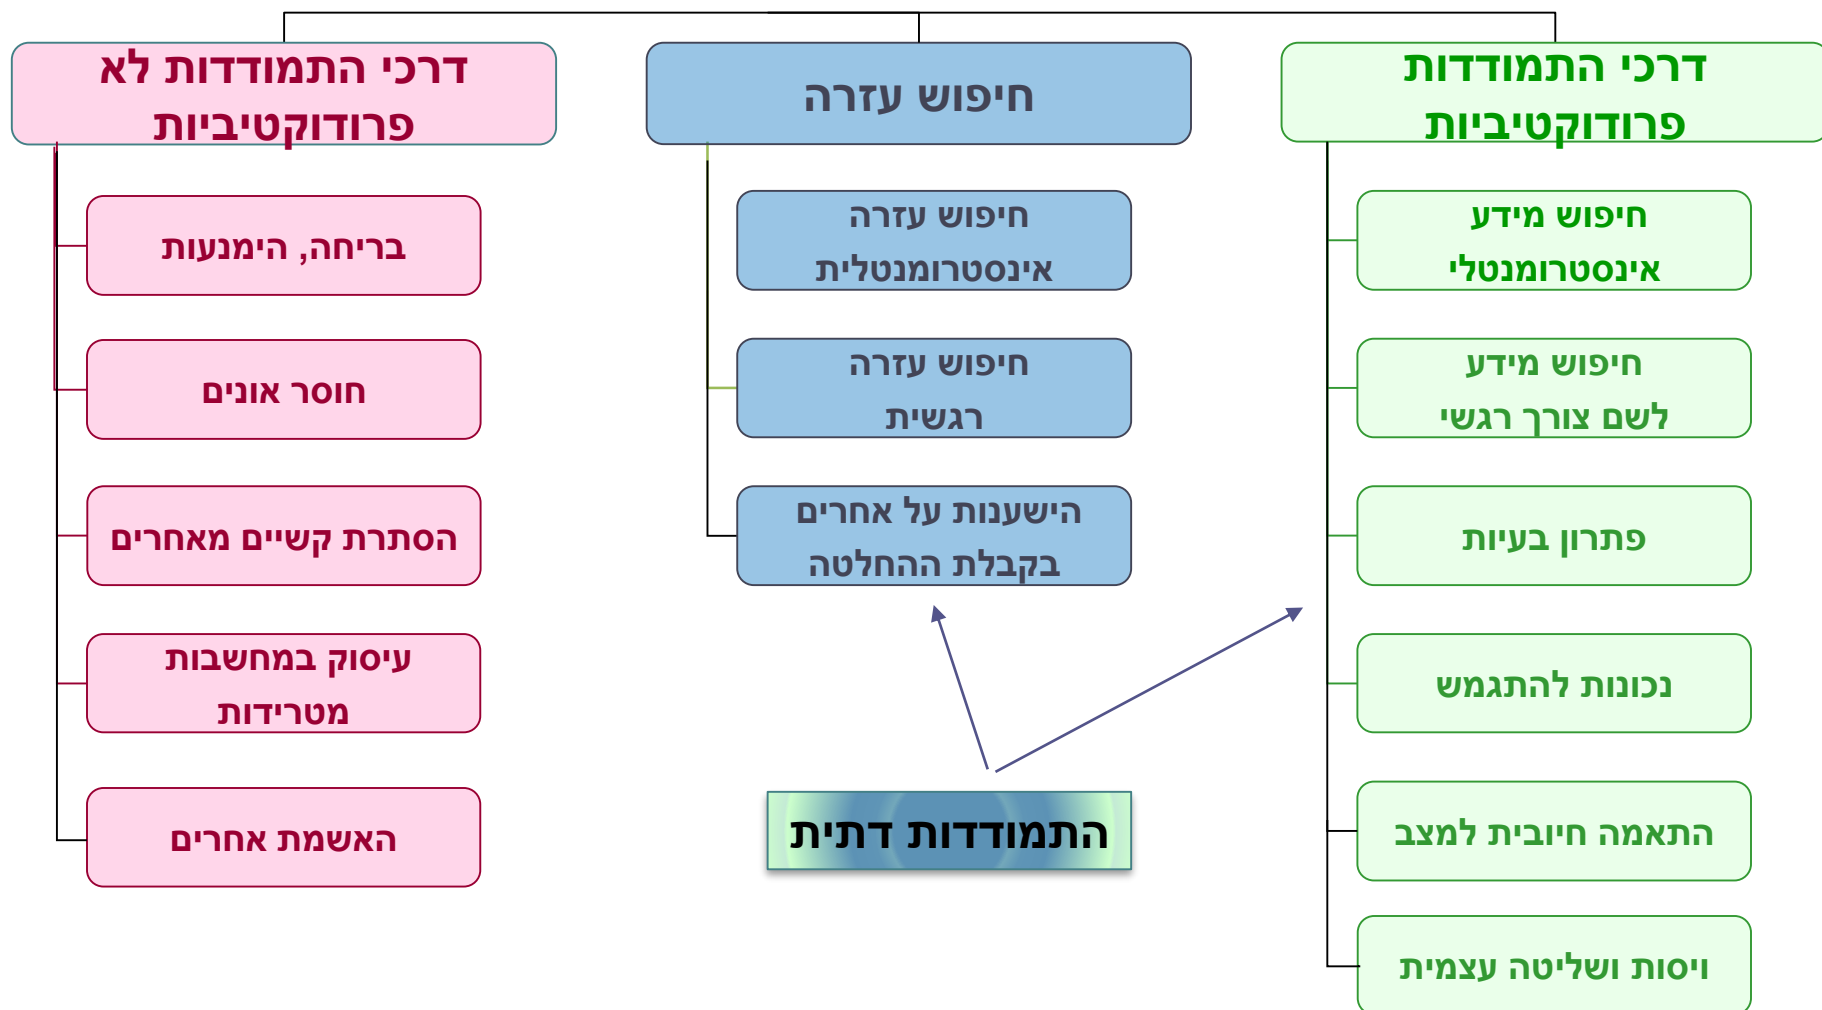 דרכי התמודדות
פרודוקטיביות
חיפוש מידע
אינסטרומנטלי
חיפוש מידע
לשם צורך רגשי
פתרון בעיות
נכונות להתגמש
התאמה חיובית למצב
ויסות ושליטה עצמית
חיפוש עזרה
חיפוש עזרה
אינסטרומנטלית
חיפוש עזרה
רגשית
הישענות על אחרים
בקבלת ההחלטה
התמודדות דתית
דרכי התמודדות לא
פרודוקטיביות
בריחה, הימנעות
חוסר אונים
הסתרת קשיים מאחרים
עיסוק במחשבות
מטרידות
האשמת אחרים